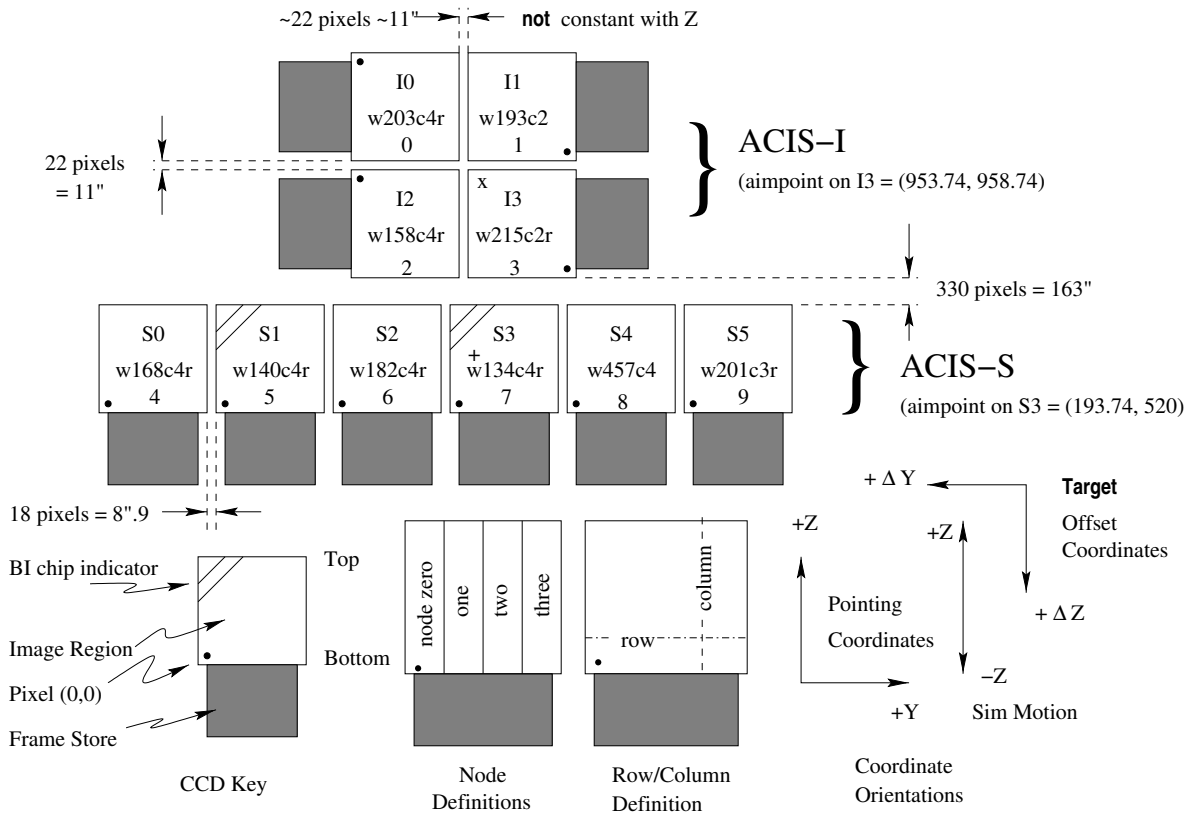 ~22 pixels ~11"
not constant with Z
I0
w203c4r
0
I1
w193c2
1
ACIS−I
(aimpoint on I3 = (953.74, 958.74)
22 pixels
= 11"
I2
w158c4r
2
x
I3
w215c2r
3
330 pixels = 163"
S0
w168c4r
4
S1
w140c4r
5
S2
w182c4r
6
S3
+
w134c4r
7
S4
w457c4
8
S5
w201c3r
9
ACIS−S
(aimpoint on S3 = (193.74, 520)
18 pixels = 8".9
BI chip indicator
Image Region
Pixel (0,0)
Frame Store
Top
Bottom
CCD Key
node zero
one
two
three
Node
Definitions
row
column
Row/Column
Definition
+ Δ Y
Target
Offset
Coordinates
+ Δ Z
+Z
Pointing
Coordinates
+Y
+Z
−Z
Sim Motion
Coordinate
Orientations